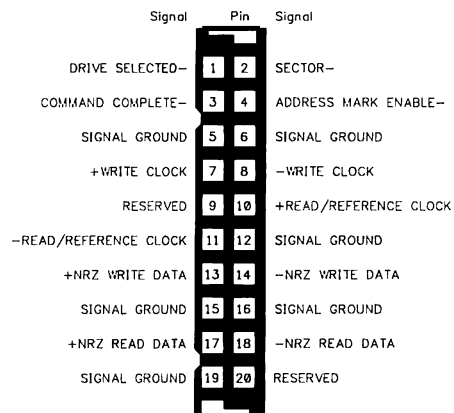 Signal Pin Signal
DRIVE SELECTED− 1 2 SECTOR−
COMMAND COMPLETE− 3 4 ADDRESS MARK ENABLE−
SIGNAL GROUND 5 6 SIGNAL GROUND
+WRITE CLOCK 7 8 −WRITE CLOCK
RESERVED 9 10 +READ/REFERENCE CLOCK
−READ/REFERENCE CLOCK 11 12 SIGNAL GROUND
+NRZ WRITE DATA 13 14 −NRZ WRITE DATA
SIGNAL GROUND 15 16 SIGNAL GROUND
+NRZ READ DATA 17 18 −NRZ READ DATA
SIGNAL GROUND 19 20 RESERVED